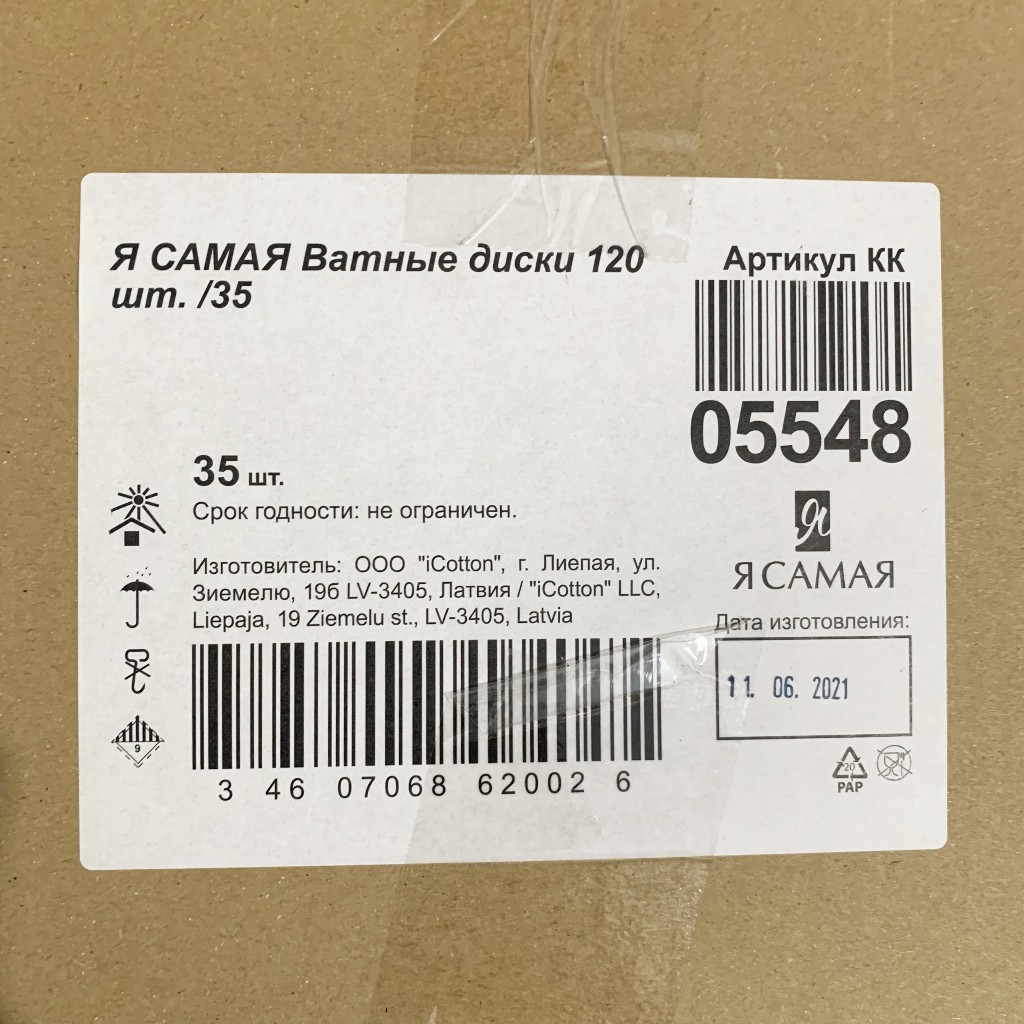 Я САМАЯ Ватные диски 120
шт. /35
Артикул КК
05548
35 шт.
Срок годности: не ограничен.
Изготовитель: ООО "iCotton", г. Лиепая, ул.
Зиемелю, 19б LV-3405, Латвия / "iCotton" LLC,
Liepaja, 19 Ziemelu st., LV-3405, Latvia
Я
Я САМАЯ
Дата изготовления:
11. 06. 2021
9
3 46 07068 62002 6
20
PAP